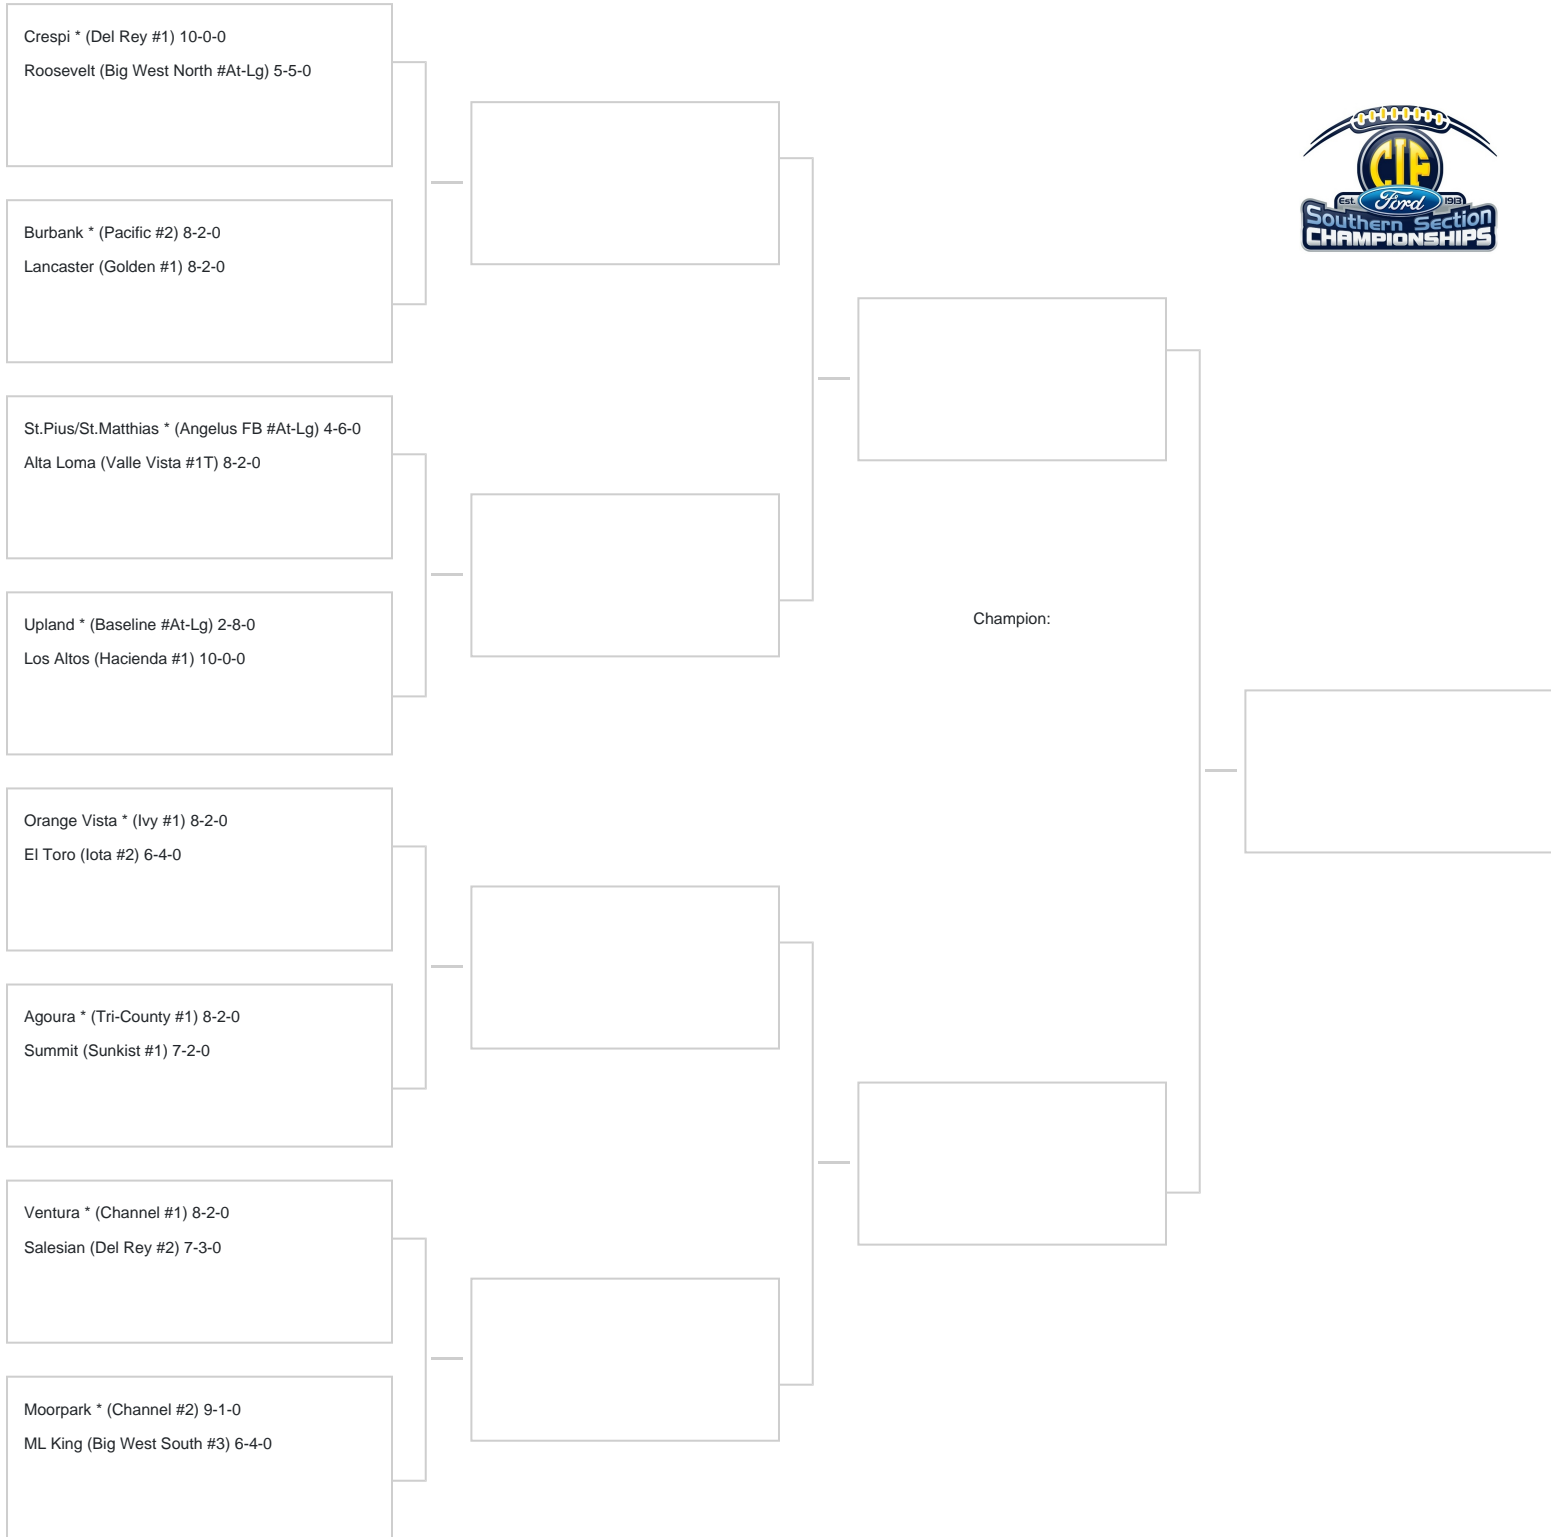 Crespi * (Del Rey #1) 10-0-0
Roosevelt (Big West North #At-Lg) 5-5-0
Burbank * (Pacific #2) 8-2-0
Lancaster (Golden #1) 8-2-0
St.Pius/St.Matthias * (Angelus FB #At-Lg) 4-6-0
Alta Loma (Valle Vista #1T) 8-2-0
Upland * (Baseline #At-Lg) 2-8-0
Los Altos (Hacienda #1) 10-0-0
Orange Vista * (Ivy #1) 8-2-0
El Toro (Iota #2) 6-4-0
Agoura * (Tri-County #1) 8-2-0
Summit (Sunkist #1) 7-2-0
Ventura * (Channel #1) 8-2-0
Salesian (Del Rey #2) 7-3-0
Moorpark * (Channel #2) 9-1-0
ML King (Big West South #3) 6-4-0
Champion:
CIF
Est. Ford 1913
Southern Section
CHAMPIONSHIPS